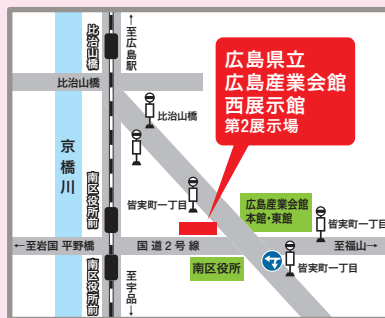 ←至広島駅
比治山橋
比治山橋
広島県立
広島産業会館
西展示館
第2展示場
比治山橋
京橋川
皆実町一丁目
南区役所前
広島産業会館
本館・東館
皆実町一丁目
←至岩国 平野橋
国道2号線
至福山→
南区役所前
南区役所
皆実町一丁目
至宇品→